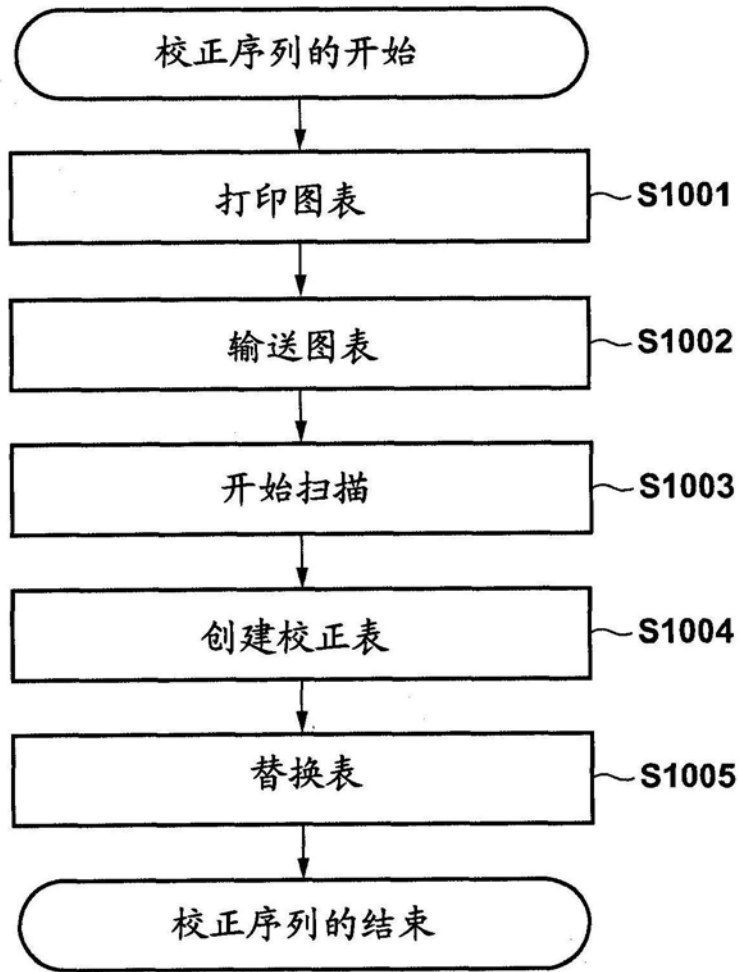 校正序列的开始
打印图表
S1001
输送图表
S1002
开始扫描
S1003
创建校正表
S1004
替换表
S1005
校正序列的结束